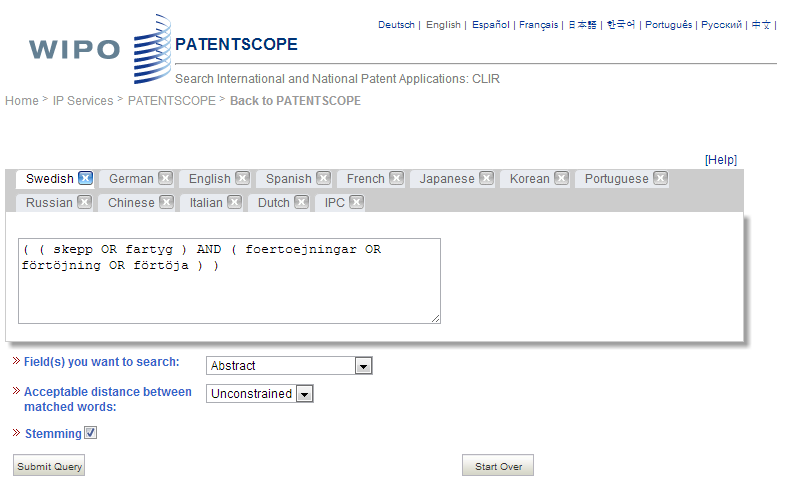 Deutsch | English | Español | Français | 日本語 | 한국어 | Português | Русский | 中文 |
WIPO
PATENTSCOPE
Search International and National Patent Applications: CLIR
Home > IP Services > PATENTSCOPE > Back to PATENTSCOPE
[Help]
Swedish German English Spanish French Japanese Korean Portuguese
Russian Chinese Italian Dutch IPC
( ( skepp OR fartyg ) AND ( foertoejningar OR
förtöjning OR förtöja ) )
Field(s) you want to search: Abstract
Acceptable distance between
matched words: Unconstrained
Stemming
Submit Query Start Over